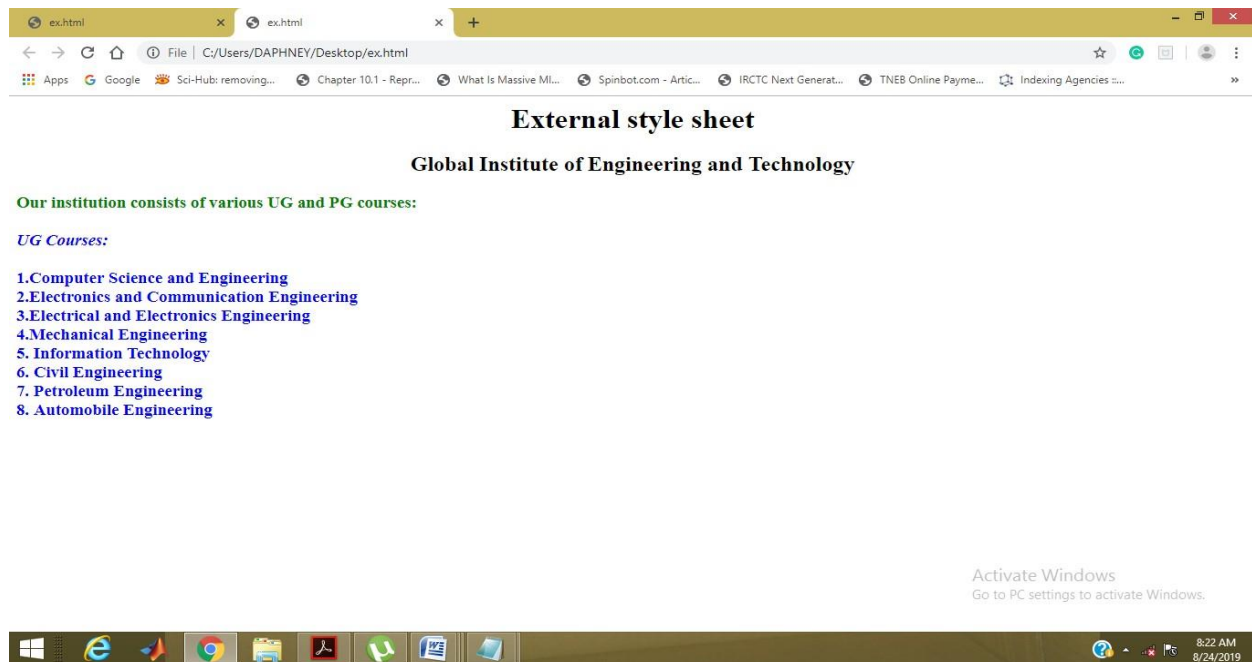 ex.html
ex.html
File | C:/Users/DAPHNEY/Desktop/ex.html
Apps Google Sci-Hub: removing... Chapter 10.1 - Repr... What Is Massive MI... Spinbot.com - Artic... IRCTC Next Generat... TNEB Online Payme... Indexing Agencies ::...
External style sheet
Global Institute of Engineering and Technology
Our institution consists of various UG and PG courses:
UG Courses:
1.Computer Science and Engineering
2.Electronics and Communication Engineering
3.Electrical and Electronics Engineering
4.Mechanical Engineering
5. Information Technology
6. Civil Engineering
7. Petroleum Engineering
8. Automobile Engineering
Activate Windows
Go to PC settings to activate Windows.
8:22 AM
8/24/2019